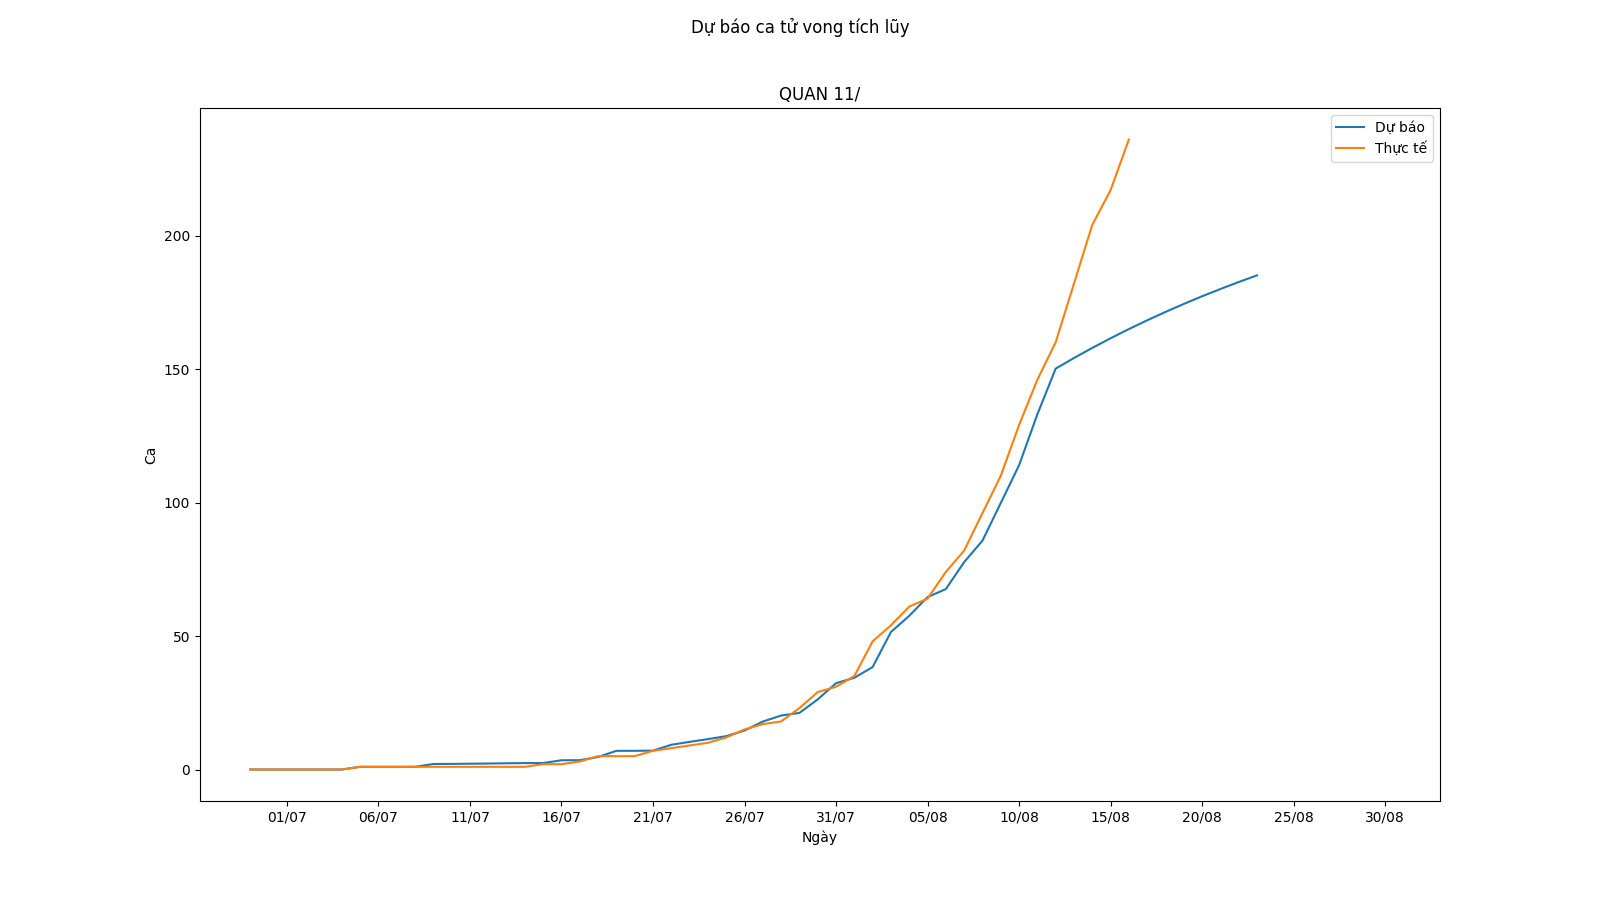 Dự báo ca tử vong tích lũy
QUAN 11/
Dự báo
Thực tế
200
150
100
50
0
Ca
01/07 06/07 11/07 16/07 21/07 26/07 31/07 05/08 10/08 15/08 20/08 25/08 30/08
Ngày